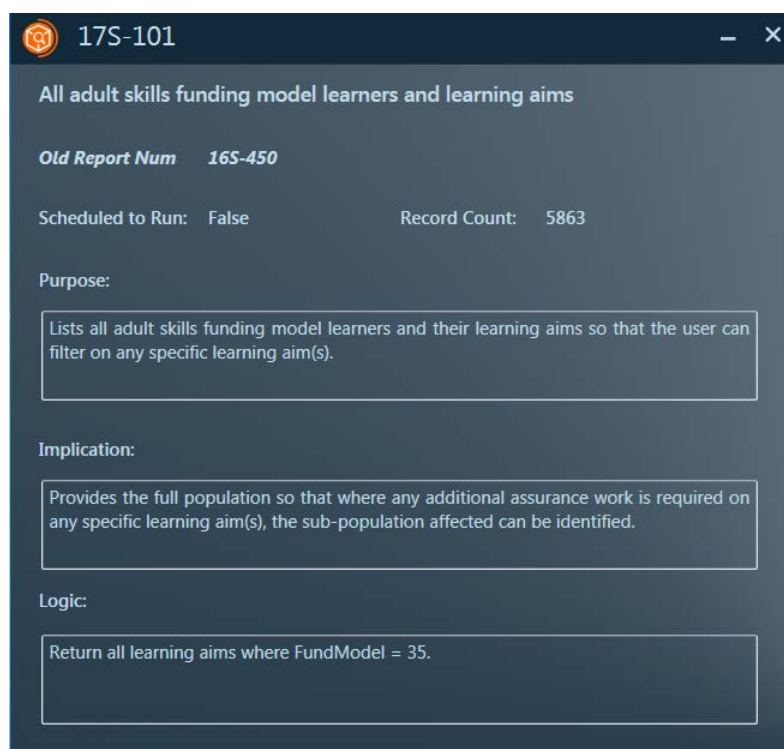 17S-101
All adult skills funding model learners and learning aims
Old Report Num 16S-450
Scheduled to Run: False Record Count: 5863
Purpose:
Lists all adult skills funding model learners and their learning aims so that the user can
filter on any specific learning aim(s).
Implication:
Provides the full population so that where any additional assurance work is required on
any specific learning aim(s), the sub-population affected can be identified.
Logic:
Return all learning aims where FundModel = 35.